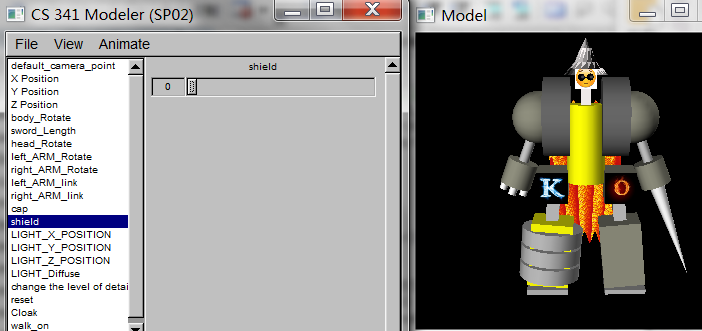 CS 341 Modeler (SP02)
File View Animate
default_camera_point
X Position
Y Position
Z Position
body_Rotate
sword_Length
head_Rotate
left_ARM_Rotate
right_ARM_Rotate
left_ARM_link
right_ARM_link
cap
shield
LIGHT_X_POSITION
LIGHT_Y_POSITION
LIGHT_Z_POSITION
LIGHT_Diffuse
change the level of detai
reset
Cloak
walk_on
shield
0
Model
K O